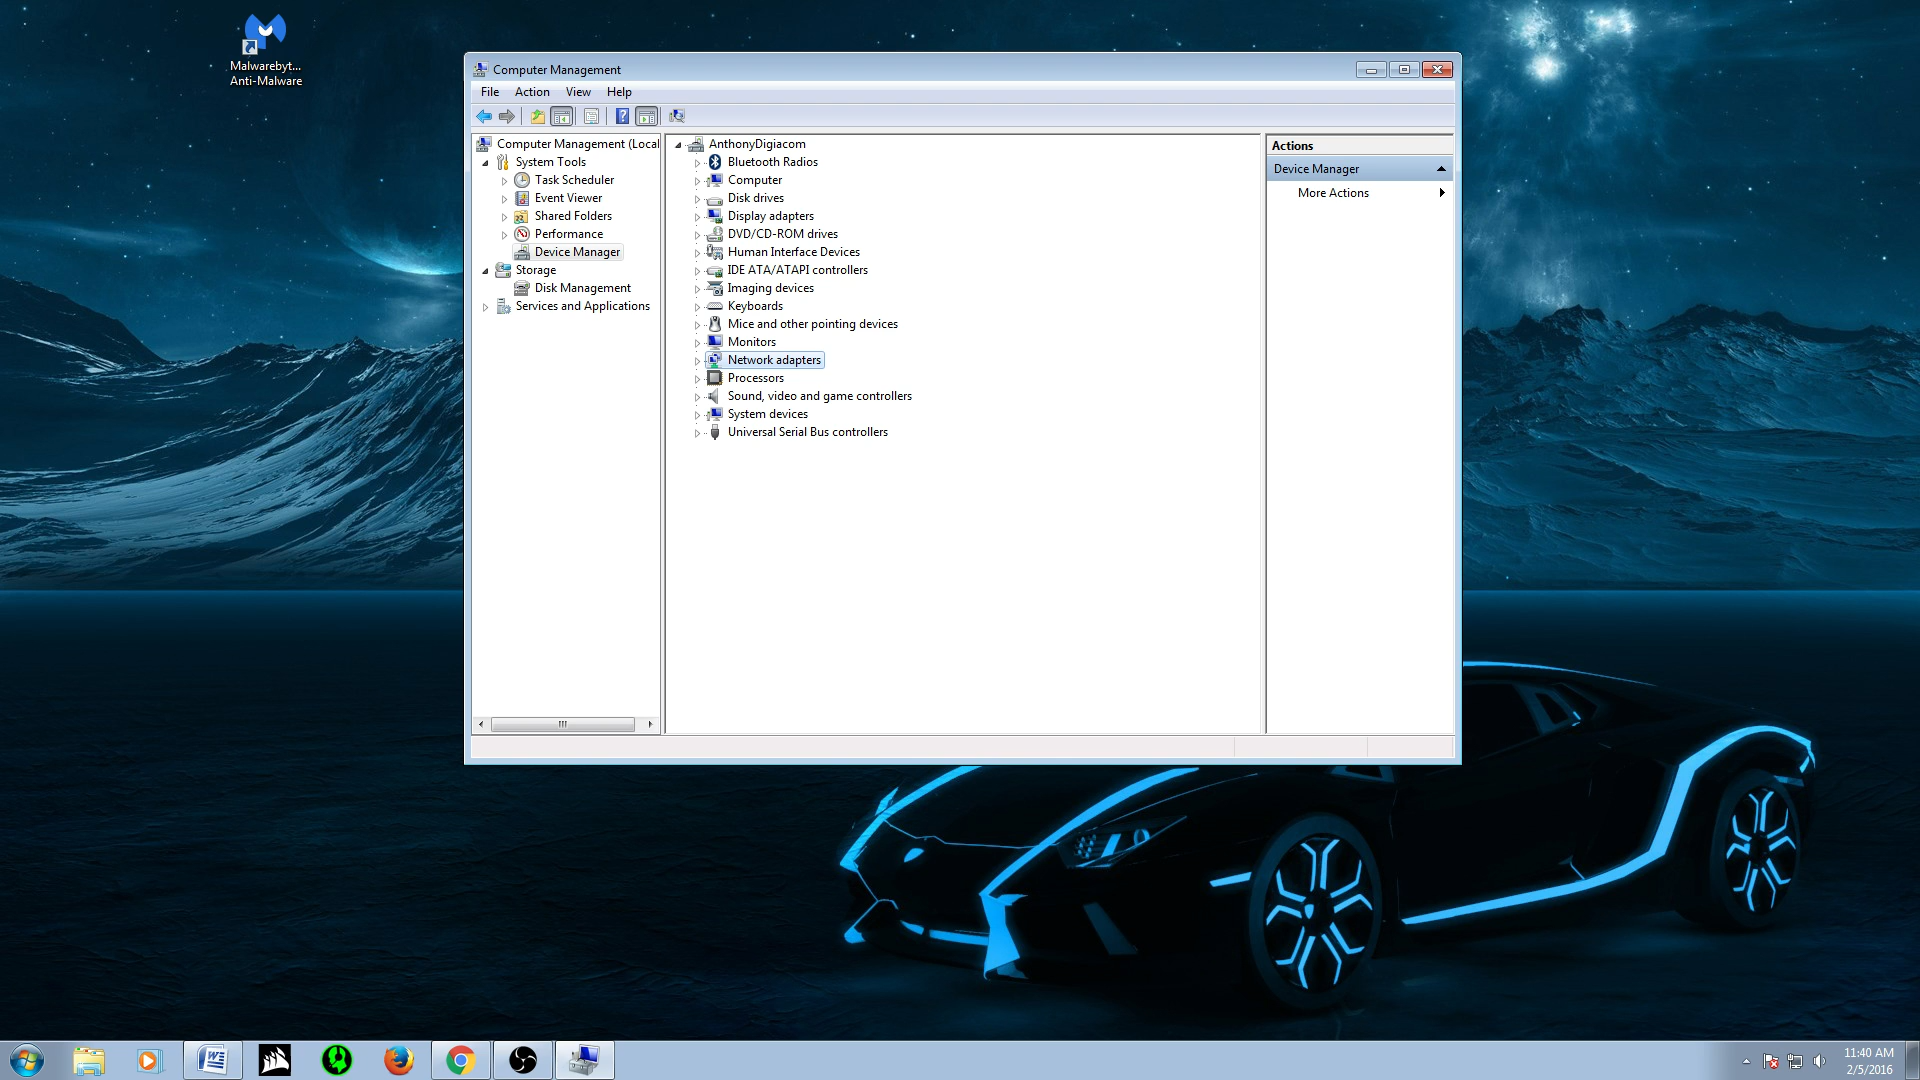 Malwarebyt...
Anti-Malware
Computer Management
File Action View Help
Computer Management (Local
System Tools
Task Scheduler
Event Viewer
Shared Folders
Performance
Device Manager
Storage
Disk Management
Services and Applications
AnthonyDigiacom
Bluetooth Radios
Computer
Disk drives
Display adapters
DVD/CD-ROM drives
Human Interface Devices
IDE ATA/ATAPI controllers
Imaging devices
Keyboards
Mice and other pointing devices
Monitors
Network adapters
Processors
Sound, video and game controllers
System devices
Universal Serial Bus controllers
Actions
Device Manager
More Actions
11:40 AM
2/5/2016